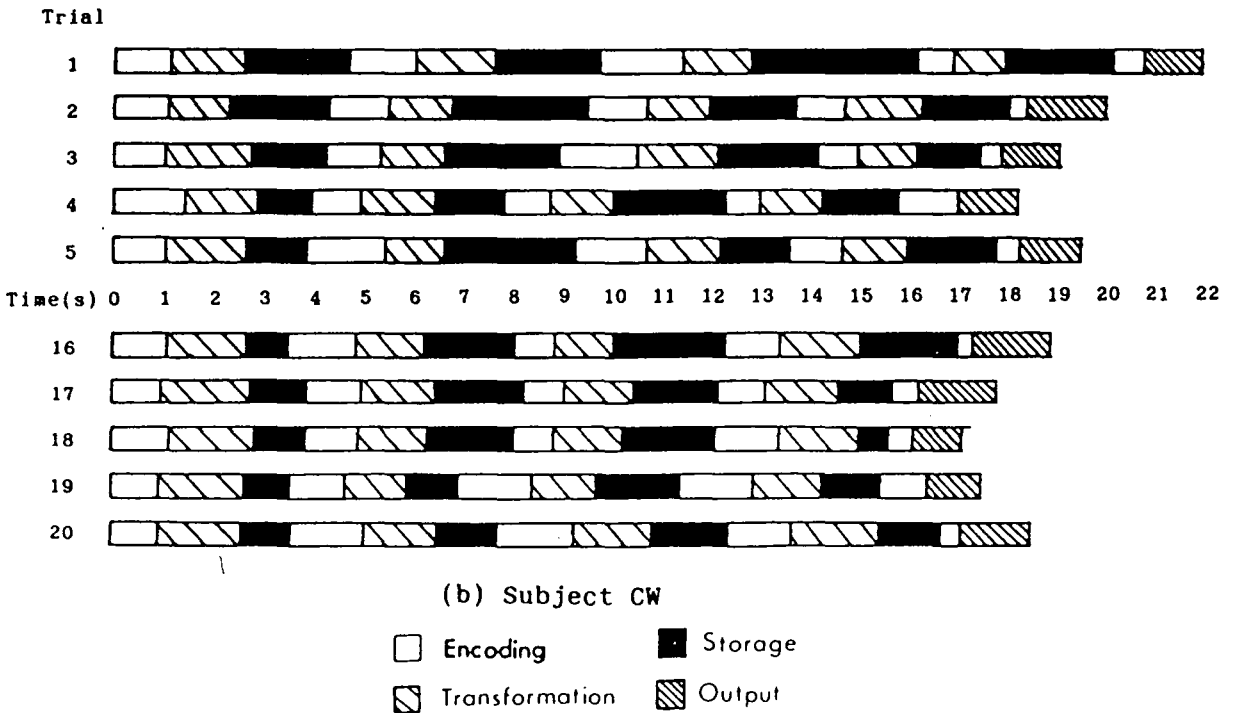 Trial
1
2
3
4
5
Time(s) 0 1 2 3 4 5 6 7 8 9 10 11 12 13 14 15 16 17 18 19 20 21 22
16
17
18
19
20
(b) Subject CW
Encoding Storage
Transformation Output